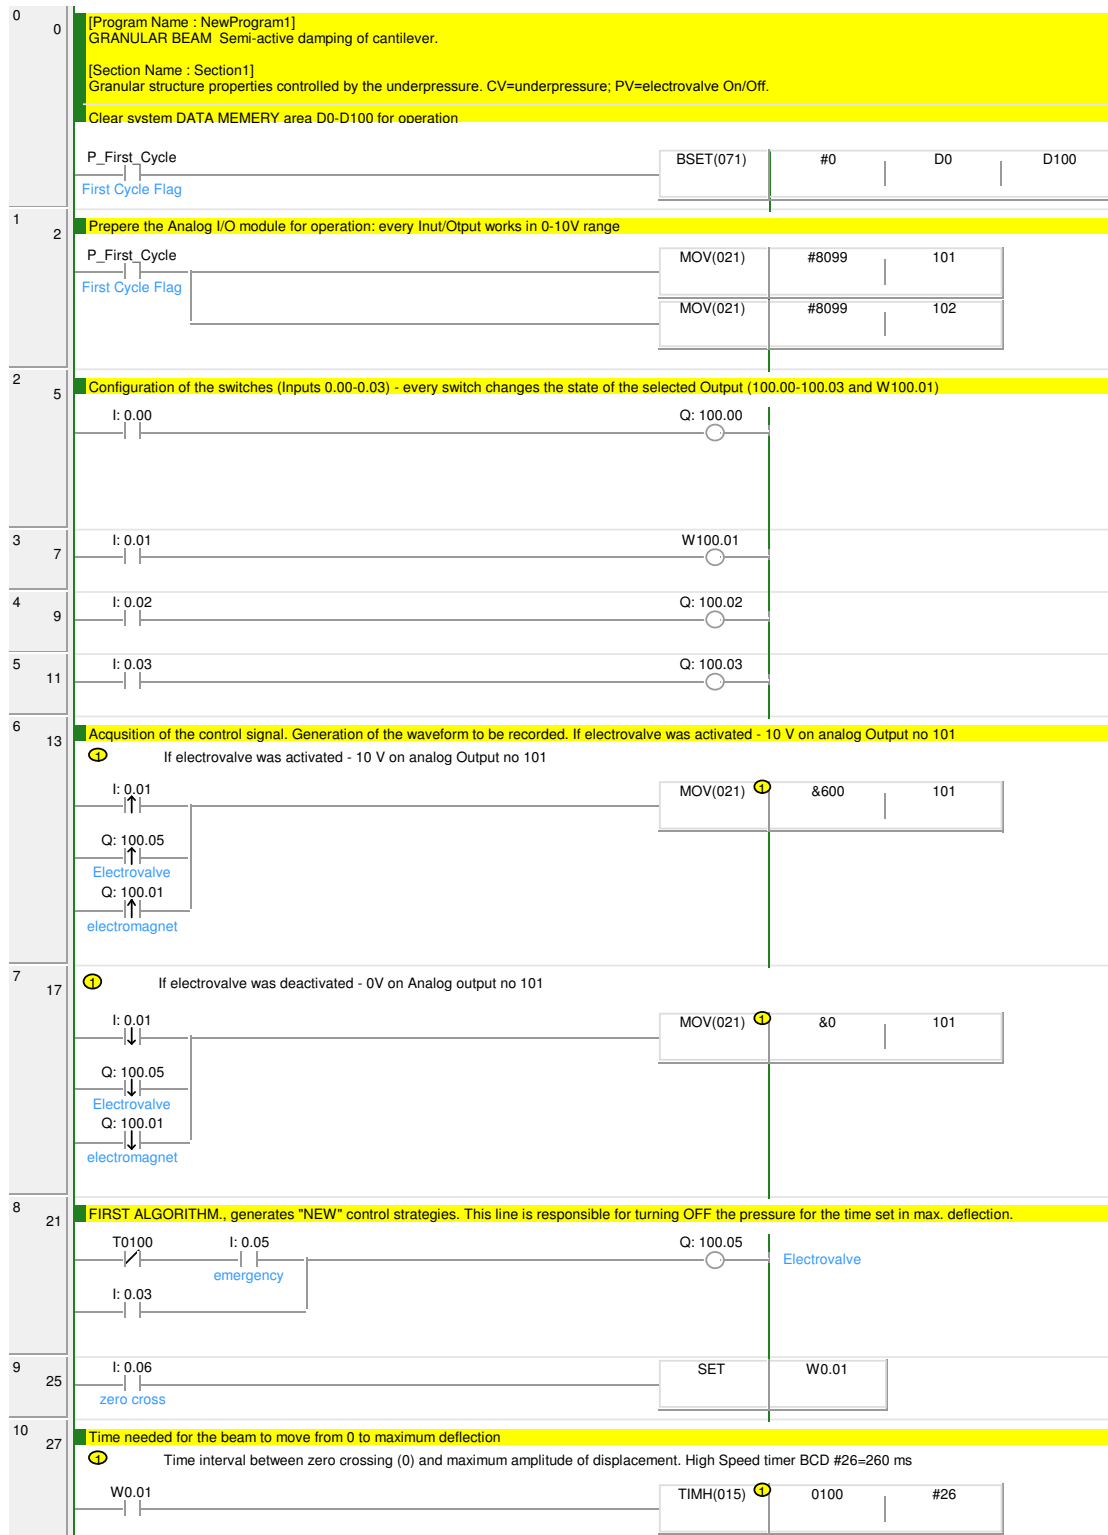 0
0
[Program Name : NewProgram1]
GRANULAR BEAM  Semi-active damping of cantilever.
[Section Name : Section1]
Granular structure properties controlled by the underpressure. CV=underpressure; PV=electrovalve On/Off.
Clear system DATA MEMERY area D0-D100 for operation
P_First_Cycle
BSET(071) #0 D0 D100
First Cycle Flag
1
2
Prepere the Analog I/O module for operation: every Inut/Otput works in 0-10V range
P_First_Cycle
MOV(021) #8099 101
First Cycle Flag
MOV(021) #8099 102
2
5
Configuration of the switches (Inputs 0.00-0.03) - every switch changes the state of the selected Output (100.00-100.03 and W100.01)
I: 0.00 Q: 100.00
3
7
I: 0.01 W100.01
4
9
I: 0.02 Q: 100.02
5
11
I: 0.03 Q: 100.03
6
13
Acqusition of the control signal. Generation of the waveform to be recorded. If electrovalve was activated - 10 V on analog Output no 101
1 If electrovalve was activated - 10 V on analog Output no 101
I: 0.01 MOV(021) 1 &600 101
Q: 100.05
Electrovalve
Q: 100.01
electromagnet
7
17
1 If electrovalve was deactivated - 0V on Analog output no 101
I: 0.01 MOV(021) 1 &0 101
Q: 100.05
Electrovalve
Q: 100.01
electromagnet
8
21
FIRST ALGORITHM., generates "NEW" control strategies. This line is responsible for turning OFF the pressure for the time set in max. deflection.
T0100 I: 0.05 Q: 100.05
Electrovalve
emergency
I: 0.03
9
25
I: 0.06 SET W0.01
zero cross
10
27
Time needed for the beam to move from 0 to maximum deflection
1 Time interval between zero crossing (0) and maximum amplitude of displacement. High Speed timer BCD #26=260 ms
W0.01 TIMH(015) 1 0100 #26